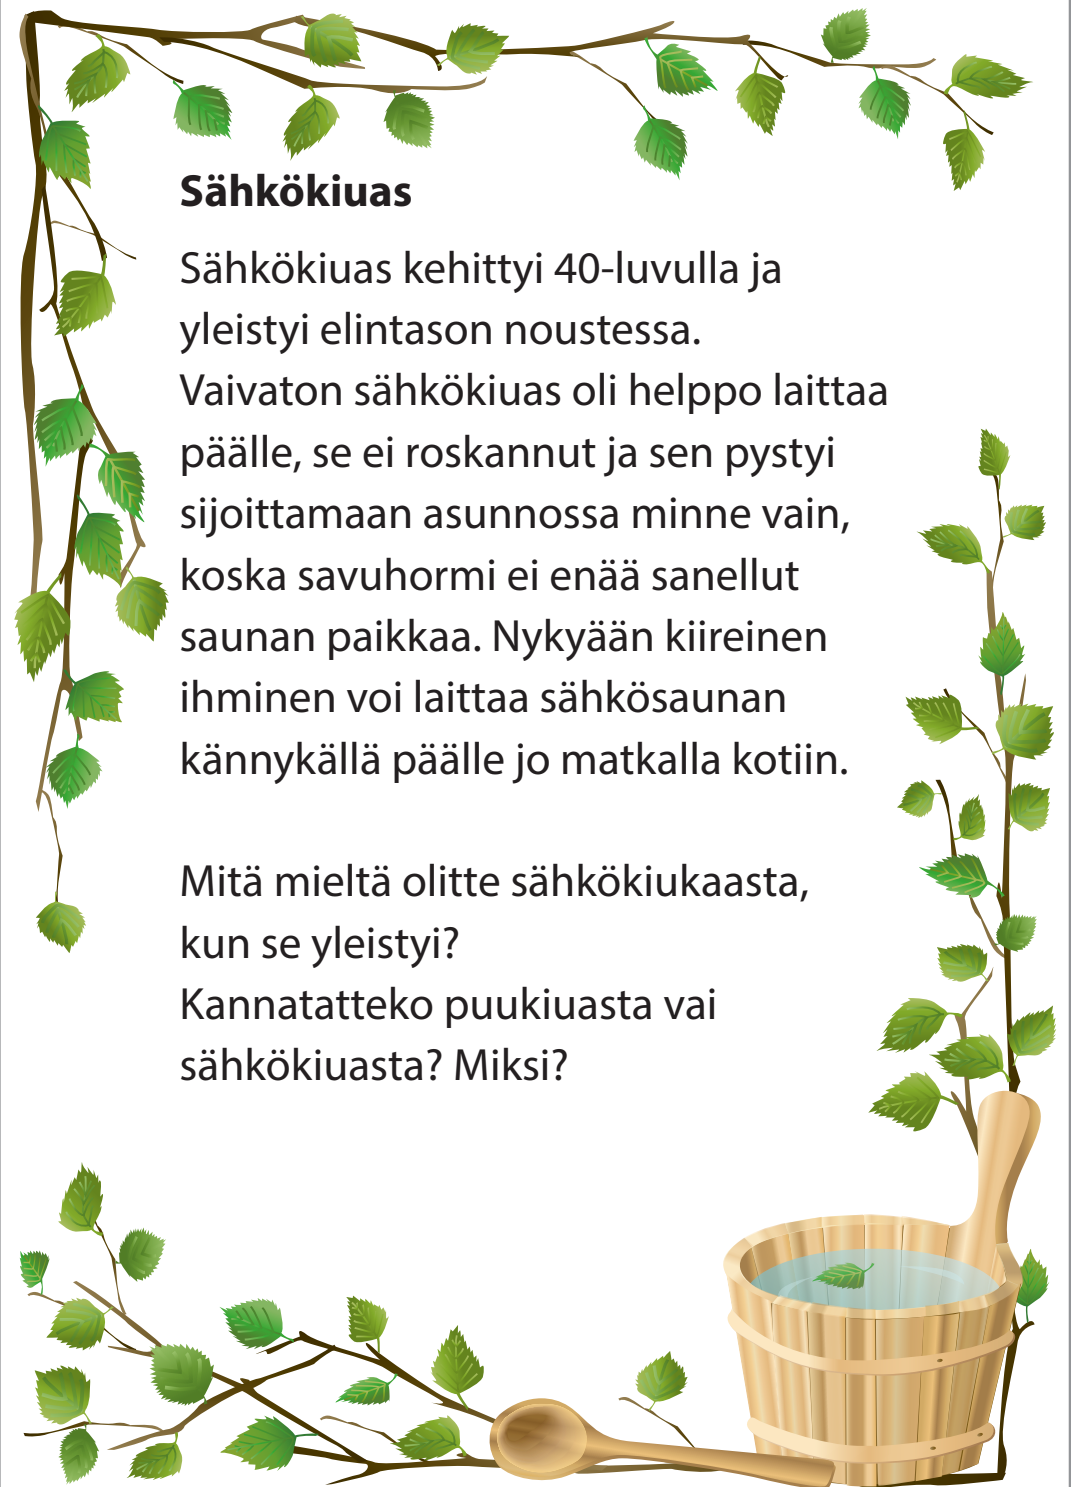 Sähkökiuas
Sähkökiuas kehittyi 40-luvulla ja
yleistyi elintason noustessa.
Vaivaton sähkökiuas oli helppo laittaa
päälle, se ei roskannut ja sen pystyi
sijoittamaan asunnossa minne vain,
koska savuhormi ei enää sanellut
saunan paikkaa. Nykyään kiireinen
ihminen voi laittaa sähkösaunan
kännykällä päälle jo matkalla kotiin.
Mitä mieltä olitte sähkökiukaasta,
kun se yleistyi?
Kannatatteko puukiuasta vai
sähkökiuasta? Miksi?